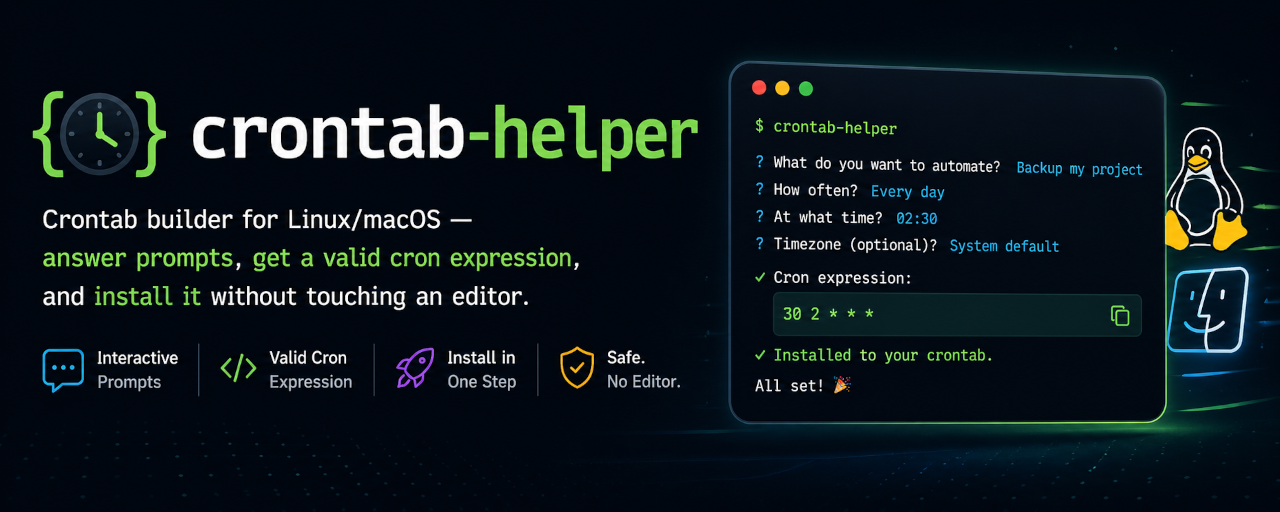 crontab-helper
Crontab builder for Linux/macOS —
answer prompts, get a valid cron expression,
and install it without touching an editor.
Interactive
Prompts
</>
Valid Cron
Expression
Install in
One Step
Safe.
No Editor.
$ crontab-helper
? What do you want to automate? Backup my project
? How often? Every day
? At what time? 02:30
? Timezone (optional)? System default
✓ Cron expression:
30 2 * * *
✓ Installed to your crontab.
All set! 🎉